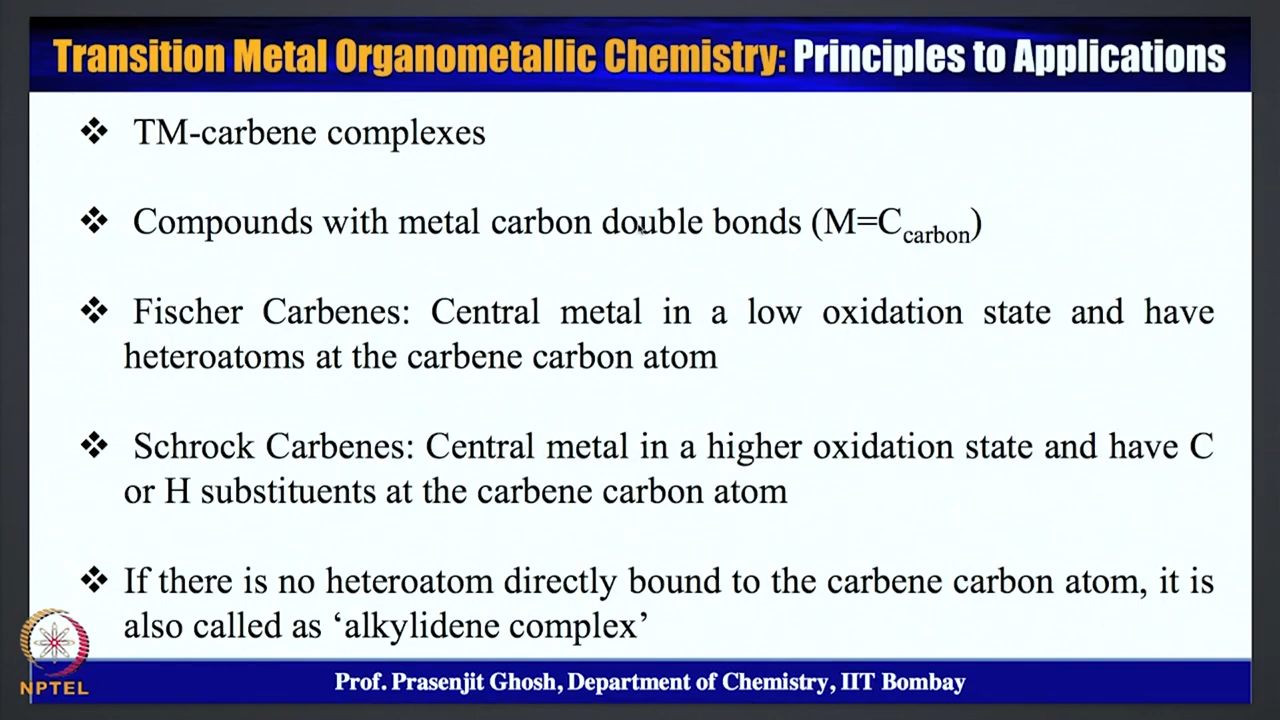 Transition Metal Organometallic Chemistry: Principles to Applications
❖ TM-carbene complexes
❖ Compounds with metal carbon double bonds (M=Ccarbon)
❖ Fischer Carbenes: Central metal in a low oxidation state and have
heteroatoms at the carbene carbon atom
❖ Schrock Carbenes: Central metal in a higher oxidation state and have C
or H substituents at the carbene carbon atom
❖ If there is no heteroatom directly bound to the carbene carbon atom, it is
also called as ‘alkylidene complex’
NPTEL
Prof. Prasenjit Ghosh, Department of Chemistry, IIT Bombay